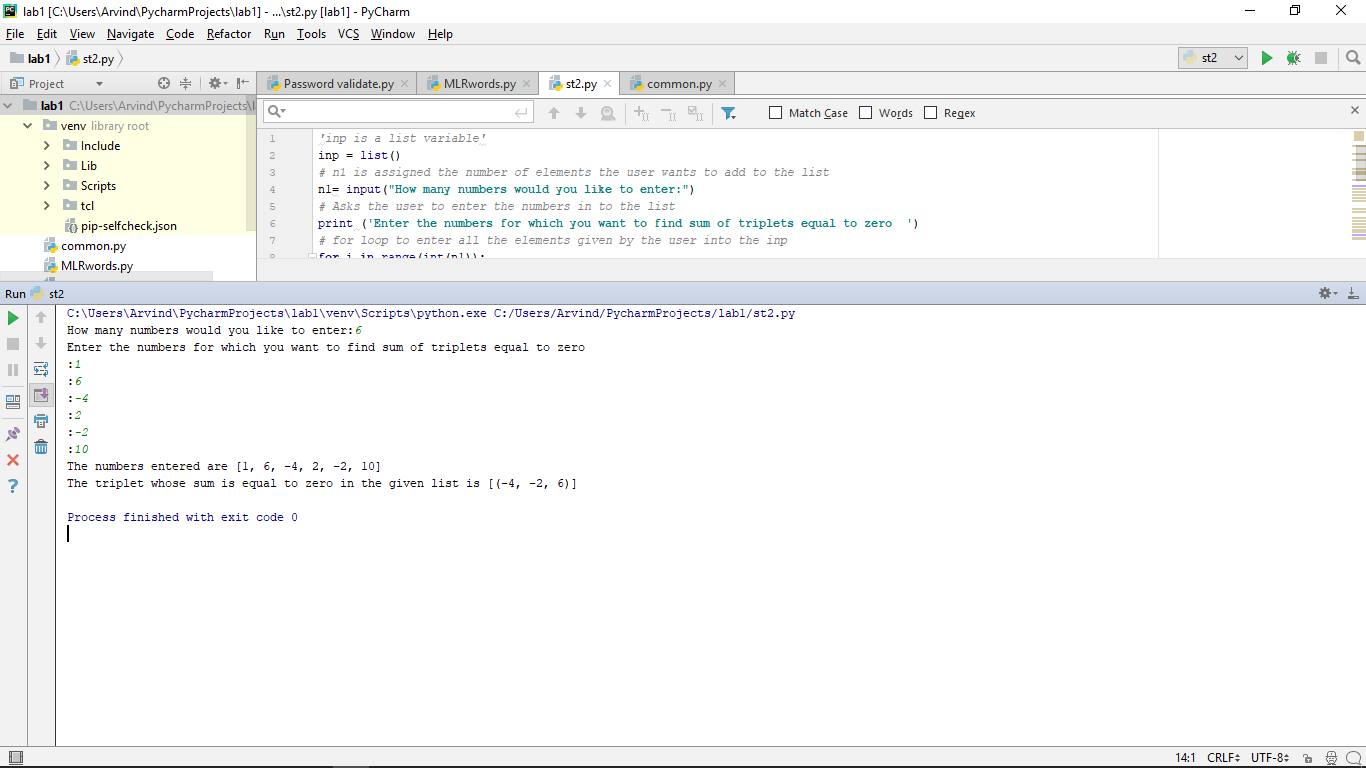 lab1 [C:\Users\Arvind\PycharmProjects\lab1] - ...\st2.py [lab1] - PyCharm
File Edit View Navigate Code Refactor Run Tools VCS Window Help
lab1 st2.py st2
Project Password validate.py MLRwords.py st2.py common.py
lab1 C:\Users\Arvind\PycharmProjects\l
Match Case Words Regex
venv library root
Include
Lib
Scripts
tcl
pip-selfcheck.json
common.py
MLRwords.py
1 'inp is a list variable'
2 inp = list()
3 # n1 is assigned the number of elements the user wants to add to the list
4 n1= input("How many numbers would you like to enter:")
5 # Asks the user to enter the numbers in to the list
6 print ('Enter the numbers for which you want to find sum of triplets equal to zero  ')
7 # for loop to enter all the elements given by the user into the inp
8 for i in range(int(n1)):
Run st2
C:\Users\Arvind\PycharmProjects\lab1\venv\Scripts\python.exe C:/Users/Arvind/PycharmProjects/lab1/st2.py
How many numbers would you like to enter:6
Enter the numbers for which you want to find sum of triplets equal to zero
:1
:6
:-4
:2
:-2
:10
The numbers entered are [1, 6, -4, 2, -2, 10]
The triplet whose sum is equal to zero in the given list is [(-4, -2, 6)]
Process finished with exit code 0
14:1 CRLF UTF-8